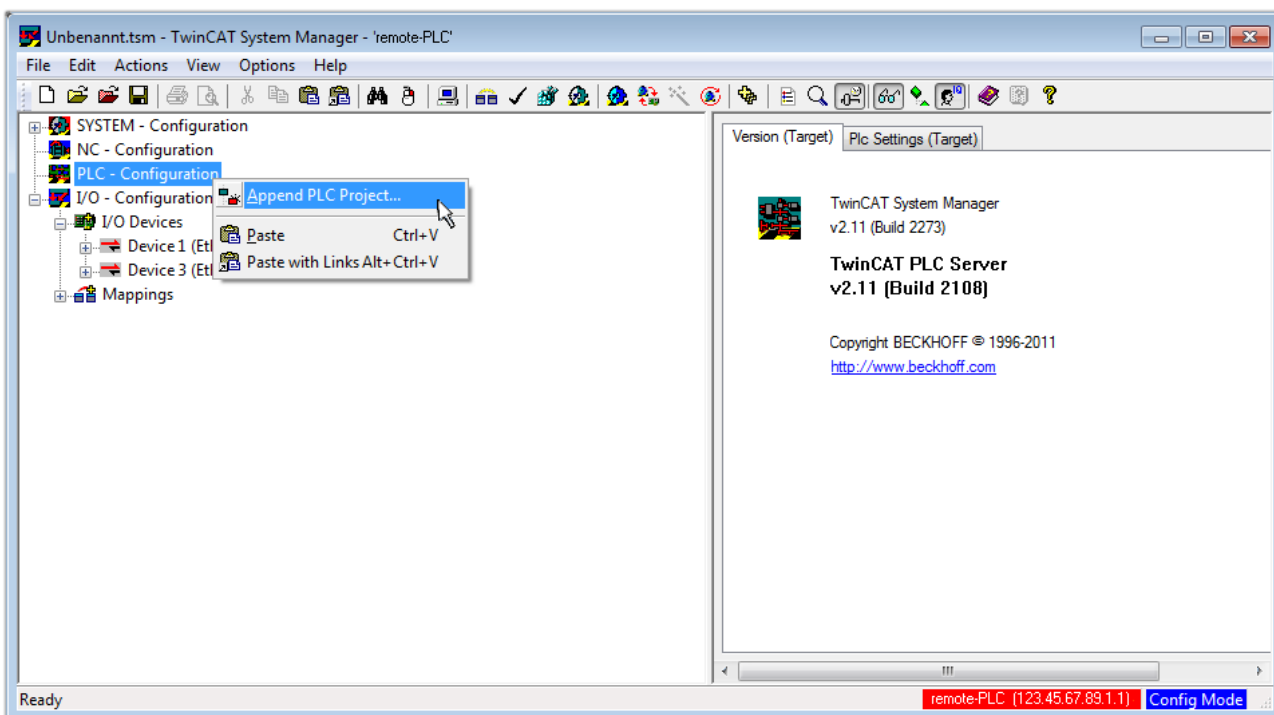 Unbenannt.tsm - TwinCAT System Manager - 'remote-PLC'
File Edit Actions View Options Help
SYSTEM - Configuration
NC - Configuration
PLC - Configuration
I/O - Configuration
I/O Devices
Device 1 (Et
Device 3 (Et
Mappings
Append PLC Project...
Paste Ctrl+V
Paste with Links Alt+Ctrl+V
Version (Target) Plc Settings (Target)
TwinCAT System Manager
v2.11 (Build 2273)
TwinCAT PLC Server
v2.11 (Build 2108)
Copyright BECKHOFF © 1996-2011
http://www.beckhoff.com
Ready
remote-PLC (123.45.67.89.1.1) Config Mode